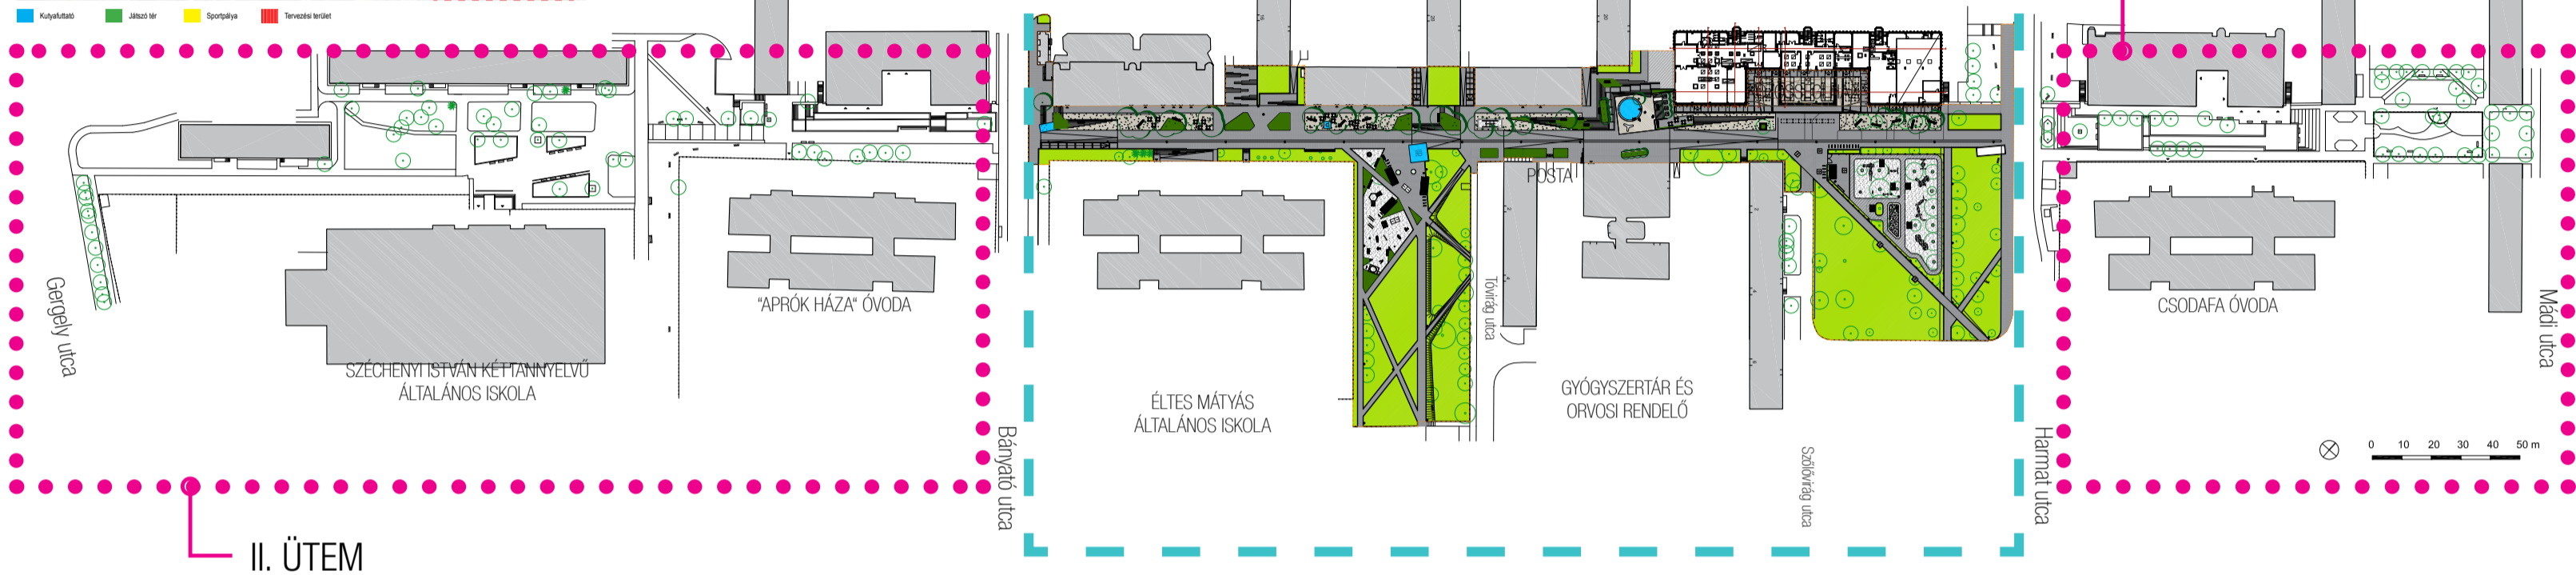 Kutyafuttató
Játszó tér
Sportpálya
Tervezési terület
Gergely utca
SZÉCHENYI ISTVÁN KÉTTANNYELVŰ
ÁLTALÁNOS ISKOLA
"APRÓK HÁZA" ÓVODA
Bányató utca
ÉLTES MÁTYÁS
ÁLTALÁNOS ISKOLA
POSTA
Tóvirág utca
GYÓGYSZERTÁR ÉS
ORVOSI RENDELŐ
Szőlővirág utca
Harmat utca
CSODAFA ÓVODA
Mádi utca
0 10 20 30 40 50 m
II. ÜTEM